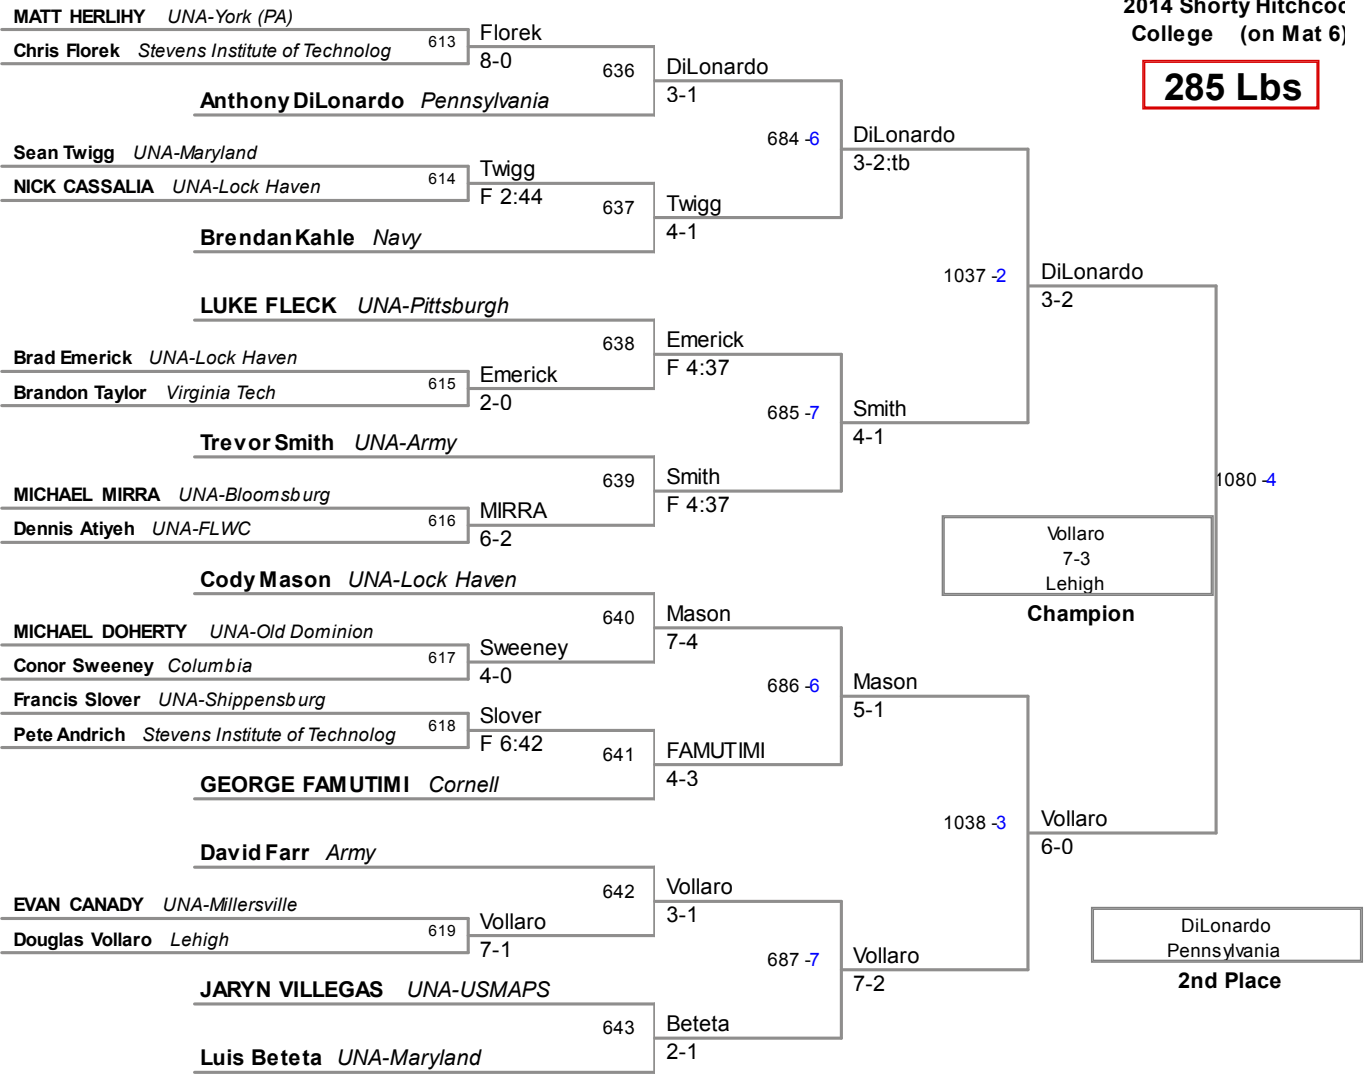 2014 Shorty Hitchcoc
College (on Mat 6)
285 Lbs
MATT HERLIHY UNA-York (PA)
Chris Florek Stevens Institute of Technolog
613
Florek
8-0
Anthony DiLonardo Pennsylvania
636
DiLonardo
3-1
Sean Twigg UNA-Maryland
NICK CASSALIA UNA-Lock Haven
614
Twigg
F 2:44
Brendan Kahle Navy
637
Twigg
4-1
684 -6
DiLonardo
3-2:tb
LUKE FLECK UNA-Pittsburgh
Brad Emerick UNA-Lock Haven
Brandon Taylor Virginia Tech
615
Emerick
2-0
638
Emerick
F 4:37
Trevor Smith UNA-Army
MICHAEL MIRRA UNA-Bloomsburg
Dennis Atiyeh UNA-FLWC
616
MIRRA
6-2
639
Smith
F 4:37
685 -7
Smith
4-1
1037 -2
DiLonardo
3-2
Cody Mason UNA-Lock Haven
MICHAEL DOHERTY UNA-Old Dominion
Conor Sweeney Columbia
617
Sweeney
4-0
640
Mason
7-4
Francis Slover UNA-Shippensburg
Pete Andrich Stevens Institute of Technolog
618
Slover
F 6:42
GEORGE FAMUTIMI Cornell
641
FAMUTIMI
4-3
686 -6
Mason
5-1
David Farr Army
EVAN CANADY UNA-Millersville
Douglas Vollaro Lehigh
619
Vollaro
7-1
642
Vollaro
3-1
JARYN VILLEGAS UNA-USMAPS
Luis Beteta UNA-Maryland
643
Beteta
2-1
687 -7
Vollaro
7-2
1038 -3
Vollaro
6-0
1080 -4
Vollaro
7-3
Lehigh
Champion
DiLonardo
Pennsylvania
2nd Place